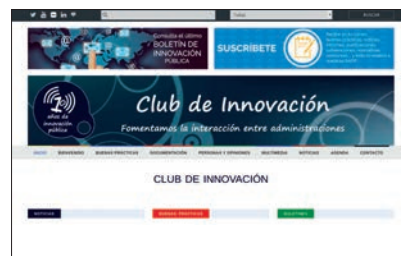 Todas
BUSCAR
Consulta el último
BOLETÍN DE
INNOVACIÓN
PÚBLICA
SUSCRÍBETE
años de
innovación
pública
Club de Innovación
Fomentamos la interacción entre administraciones
INICIO BIENVENIDO BUENAS PRÁCTICAS DOCUMENTACIÓN PERSONAS Y OPINIONES MULTIMEDIA NOTICIAS AGENDA CONTACTO
CLUB DE INNOVACIÓN
NOTICIAS BUENAS PRÁCTICAS BOLETINES